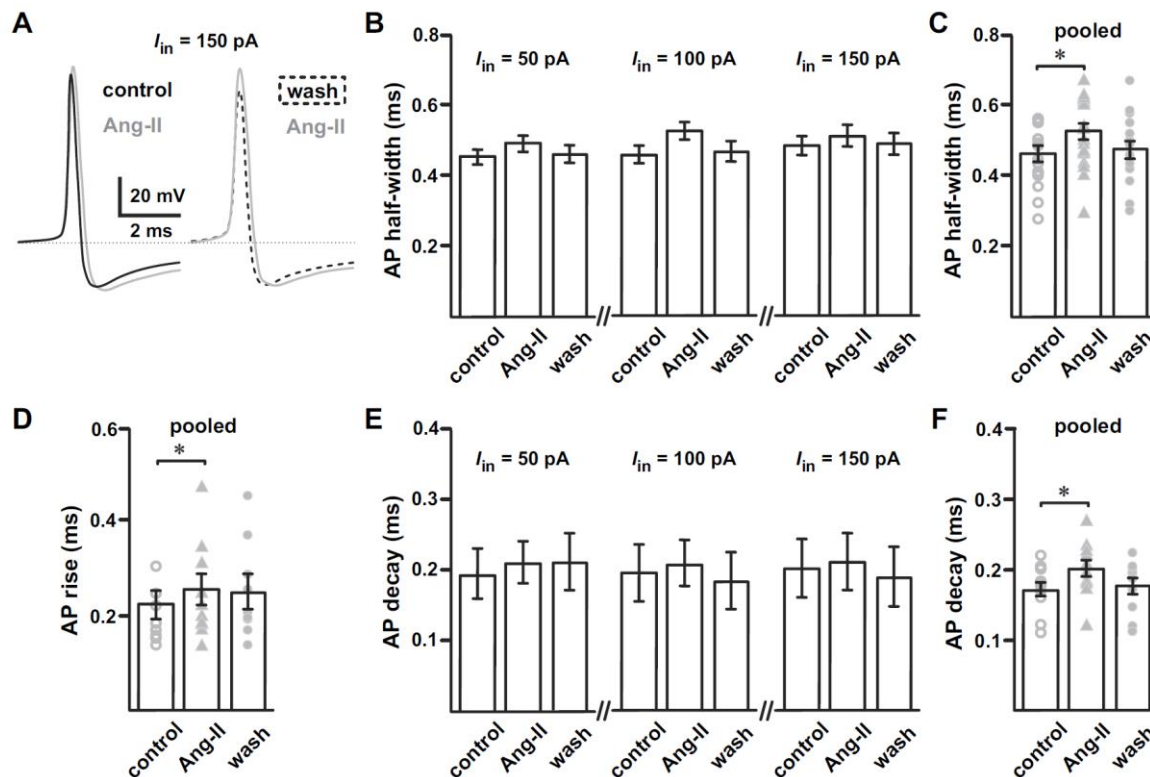 A
I_in = 150 pA
control
Ang-II
wash
Ang-II
20 mV
2 ms
B
AP half-width (ms)
0.8
0.6
0.4
0.2
I_in = 50 pA
I_in = 100 pA
I_in = 150 pA
control
Ang-II
wash
//
control
Ang-II
wash
//
control
Ang-II
wash
C
pooled
AP half-width (ms)
0.8
0.6
0.4
0.2
*
control
Ang-II
wash
D
pooled
AP rise (ms)
0.6
0.4
0.2
*
control
Ang-II
wash
E
AP decay (ms)
0.4
0.3
0.2
0.1
I_in = 50 pA
I_in = 100 pA
I_in = 150 pA
control
Ang-II
wash
//
control
Ang-II
wash
//
control
Ang-II
wash
F
pooled
AP decay (ms)
0.4
0.3
0.2
0.1
*
control
Ang-II
wash